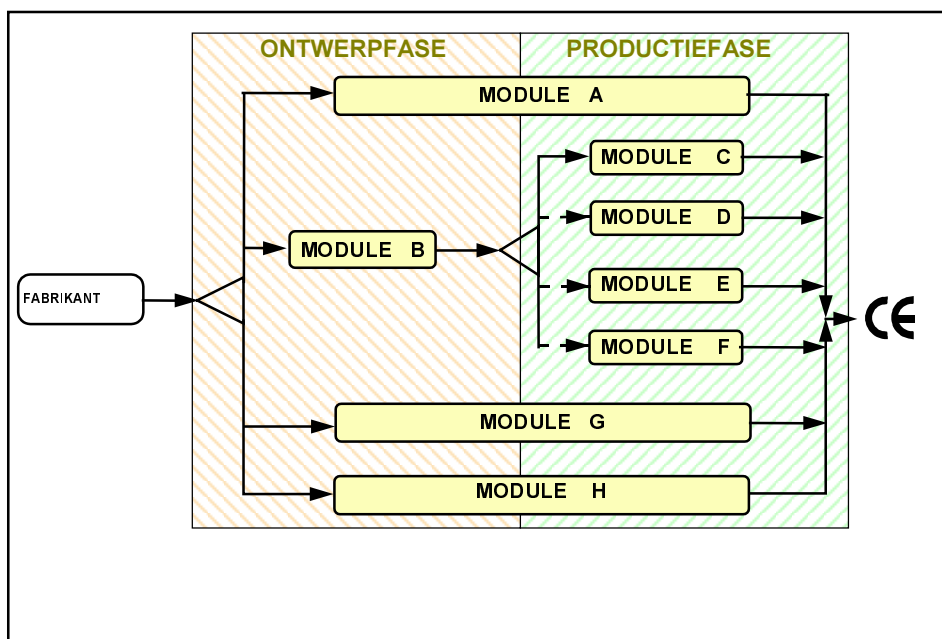 ONTWERPFASE PRODUCTIEFASE
MODULE A
MODULE C
MODULE D
MODULE B
MODULE E
FABRIKANT
CE
MODULE F
MODULE G
MODULE H